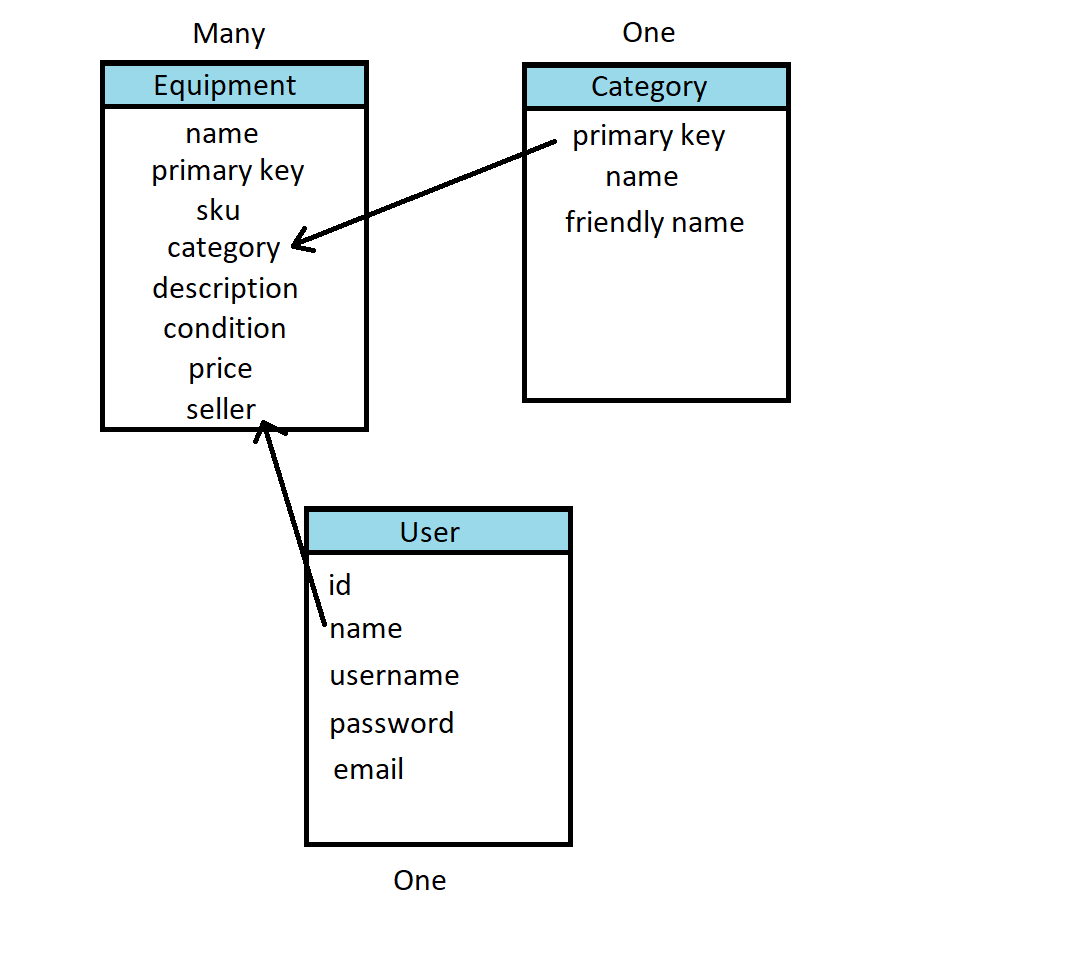 Many
Equipment
name
primary key
sku
category
description
condition
price
seller
One
Category
primary key
name
friendly name
User
id
name
username
password
email
One